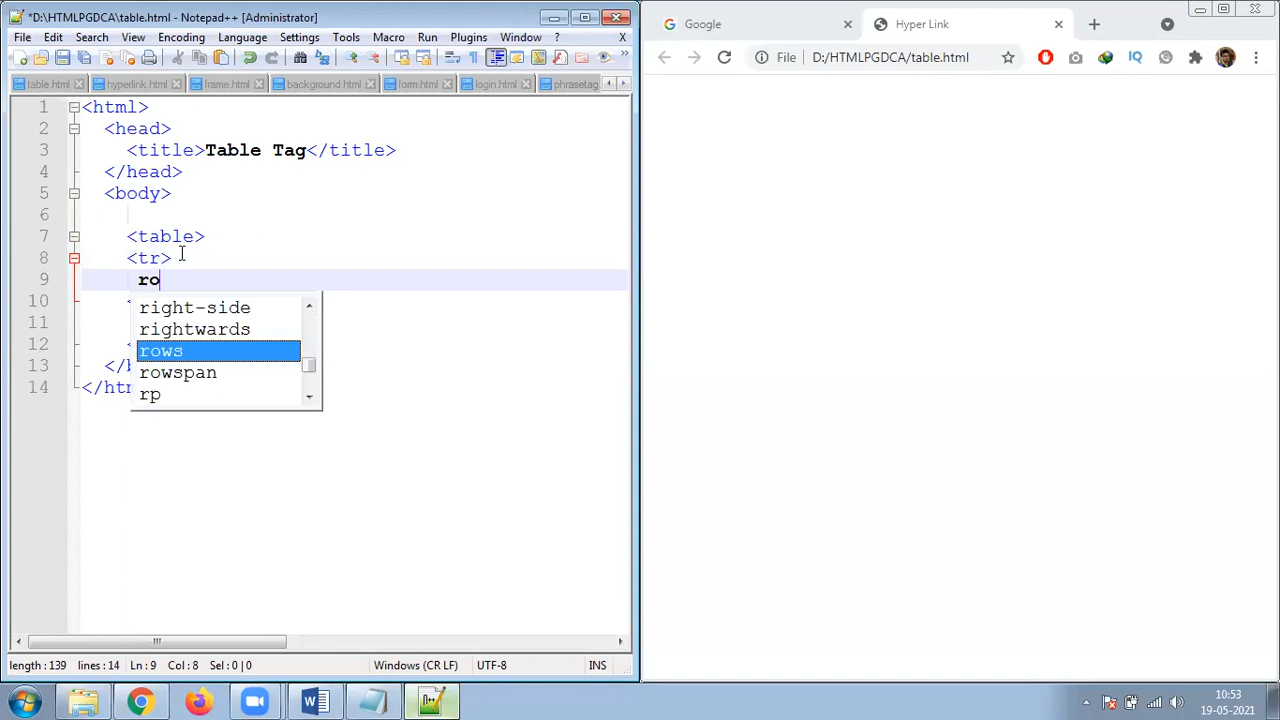 *D:\HTMLPGDCA\table.html - Notepad++ [Administrator]
File Edit Search View Encoding Language Settings Tools Macro Run Plugins Window ? X
table.html hyperlink.html frame.html background.html form.html login.html phrasetag
1 <html>
2 <head>
3 <title>Table Tag</title>
4 </head>
5 <body>
6
7 <table>
8 <tr>
9 ro
10 <
11
12 <
13 </b
14 </htm
right-side
rightwards
rows
rowspan
rp
length : 139 lines : 14 Ln : 9 Col : 8 Sel : 0 | 0 Windows (CR LF) UTF-8 INS
Google Hyper Link
File D:/HTMLPGDCA/table.html
10:53
19-05-2021